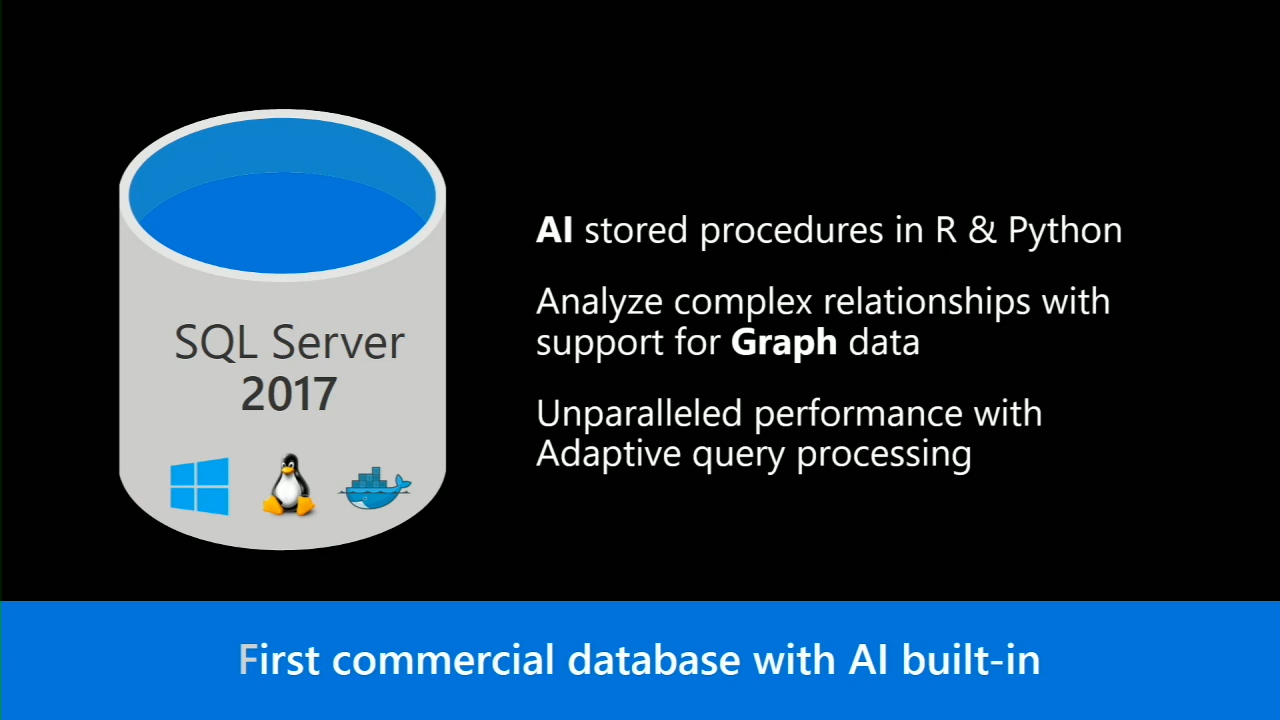 SQL Server
2017
AI stored procedures in R & Python
Analyze complex relationships with
support for Graph data
Unparalleled performance with
Adaptive query processing
First commercial database with AI built-in